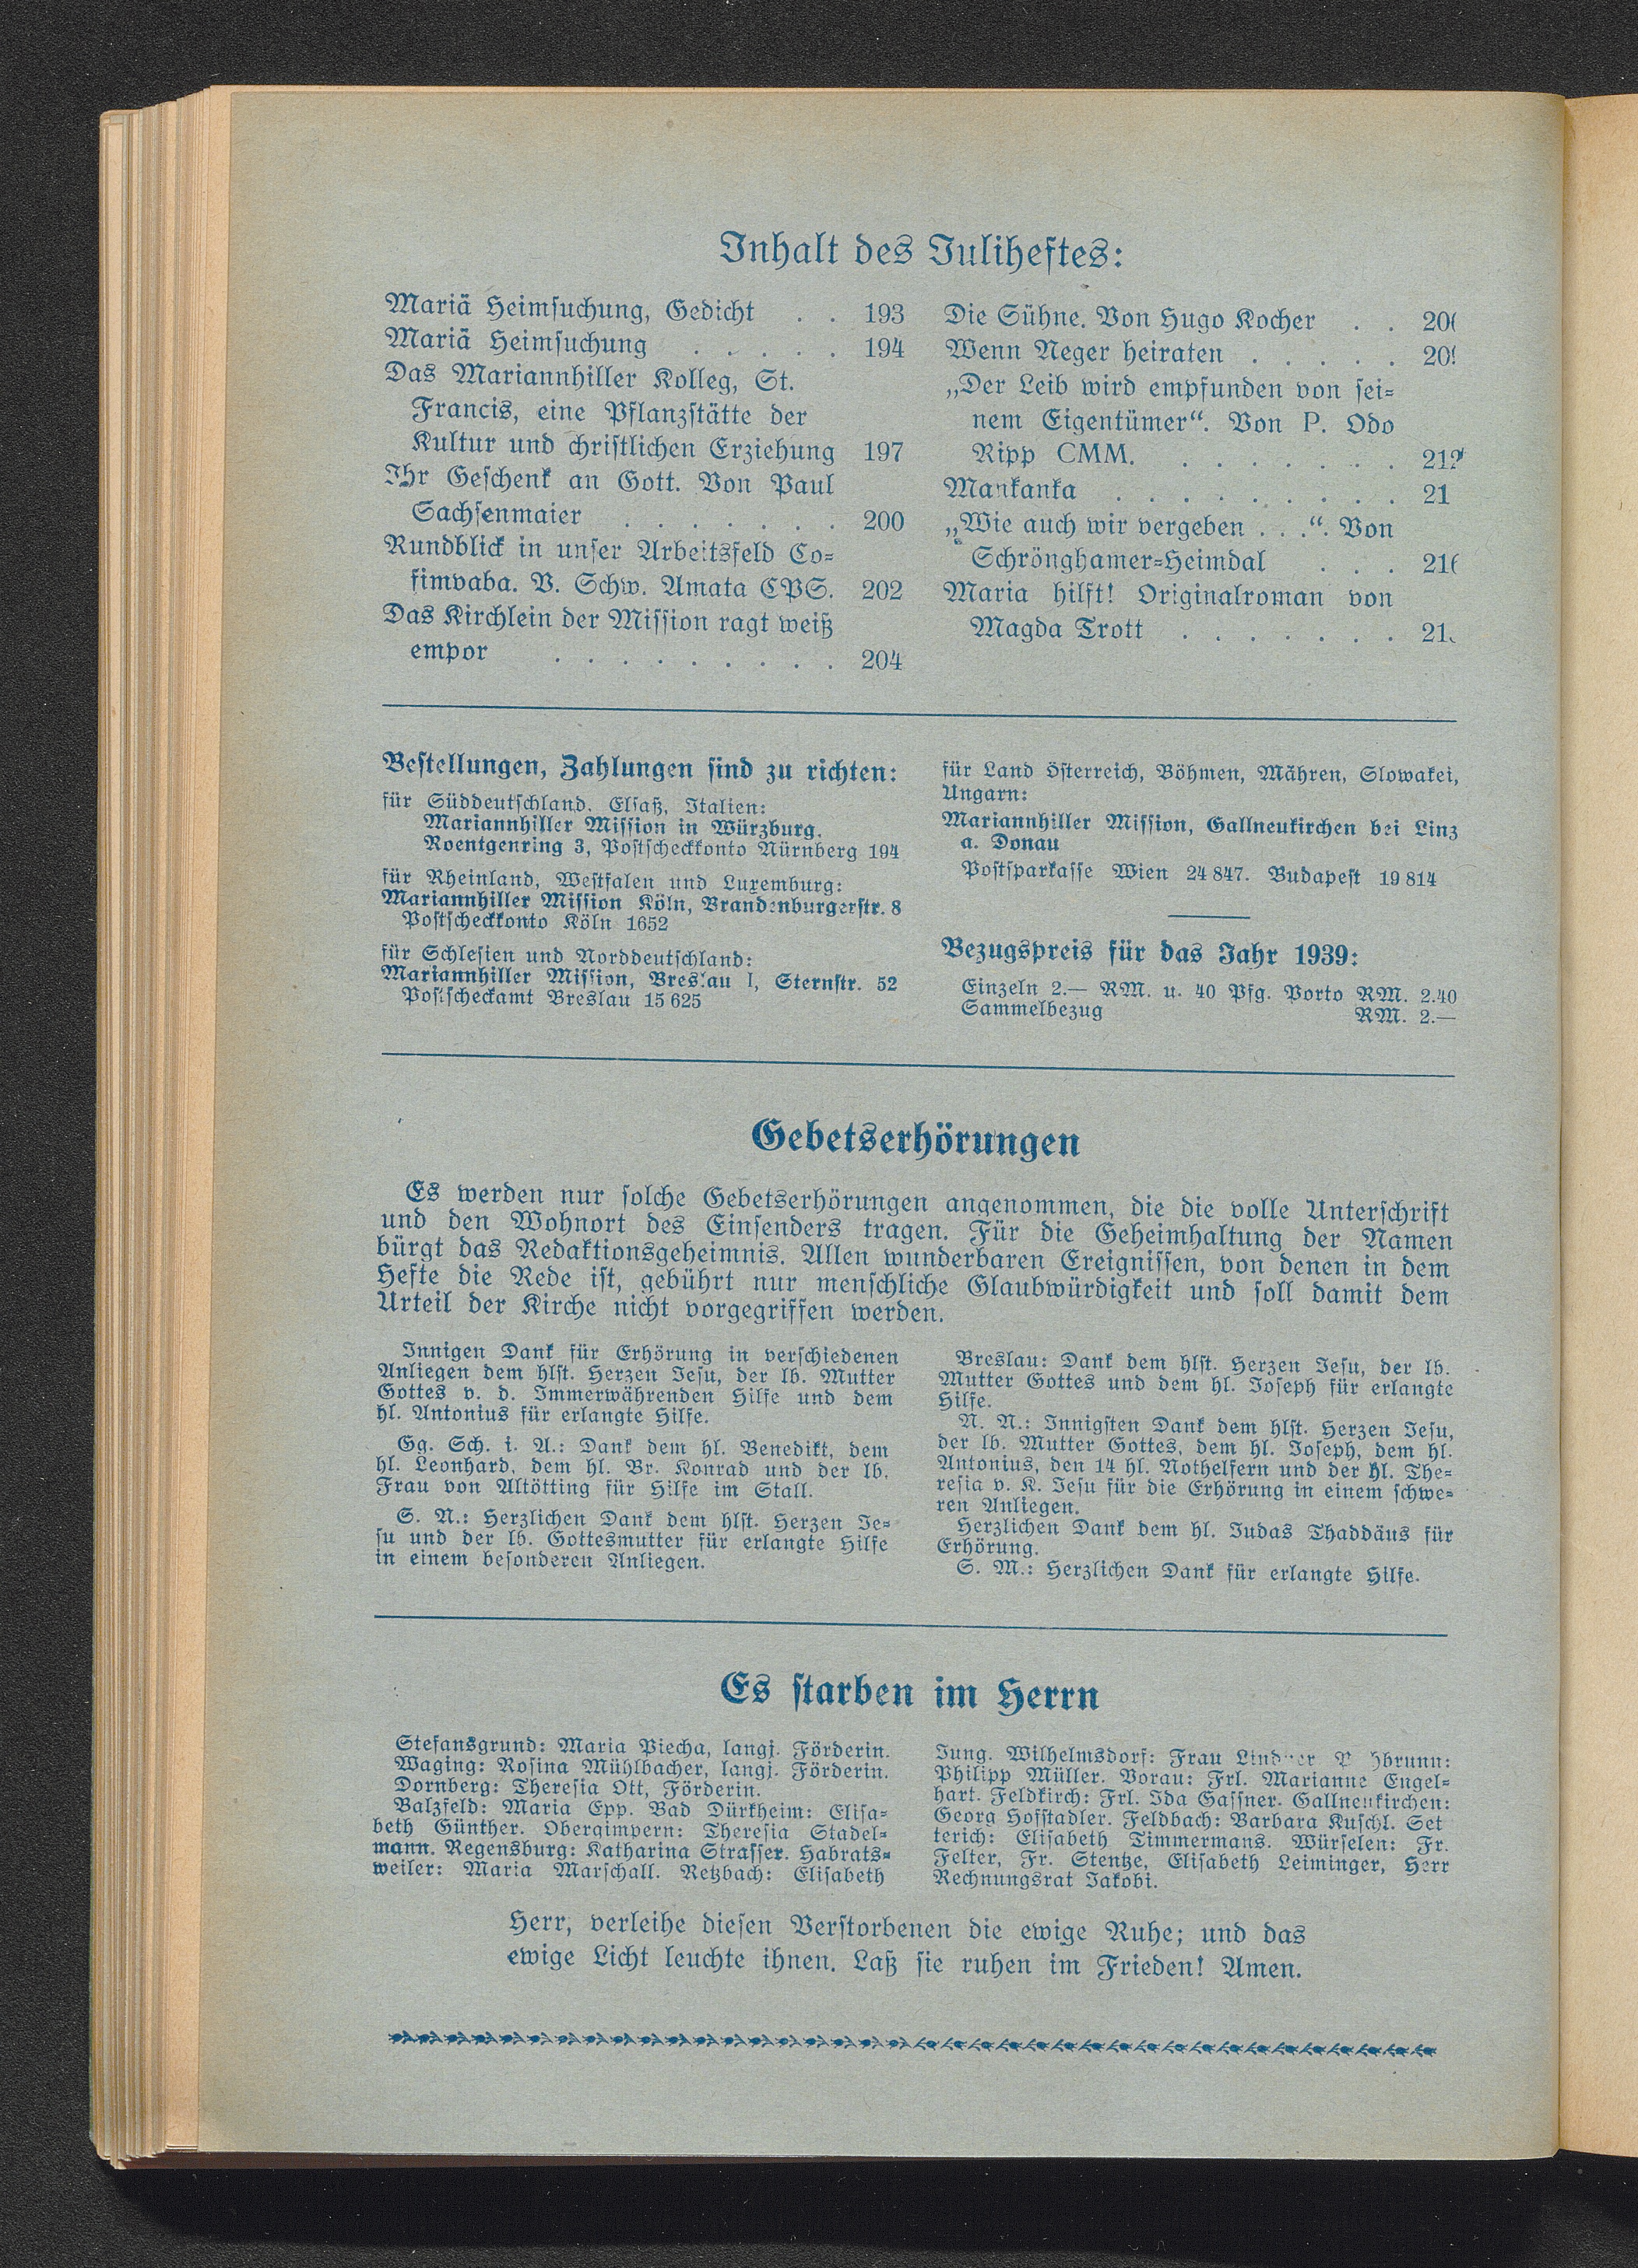 Inhalt des Juliheftes:
Mariä Heimsuchung, Gedicht . . 193
Mariä Heimsuchung . . . . . 194
Das Mariannhiller Kolleg, St.
Francis, eine Pflanzstätte der
Kultur und christlichen Erziehung 197
Ihr Geschenk an Gott. Von Paul
Sachsenmaier . . . . . . . 200
Rundblick in unser Arbeitsfeld Co-
fimvaba. V. Schw. Amata CPS. 202
Das Kirchlein der Mission ragt weiß
empor . . . . . . . . . 204
Die Sühne. Von Hugo Kocher . .
Wenn Neger heiraten . . . . .
„Der Leib wird empfunden von sei-
nem Eigentümer“. Von P. Odo
Ripp CMM. . . . . . . . 212
Mankanka . . . . . . . . . 21
„Wie auch wir vergeben . . .“. Von
Schrönghamer-Heimdal . . .
Maria hilft! Originalroman von
Magda Trott . . . . . . .
Bestellungen, Zahlungen sind zu richten:
für Süddeutschland, Elsaß, Italien:
Mariannhiller Mission in Würzburg,
Roentgenring 3, Postscheckkonto Nürnberg 194
für Rheinland, Westfalen und Luxemburg:
Mariannhiller Mission Köln, Brandenburgerstr. 8
Postscheckkonto Köln 1652
für Schlesien und Norddeutschland:
Mariannhiller Mission, Breslau I, Sternstr. 52
Postscheckamt Breslau 15 625
für Land Österreich, Böhmen, Mähren, Slowakei,
Ungarn:
Mariannhiller Mission, Gallneukirchen bei Linz
a. Donau
Postsparkasse Wien 24 847. Budapest 19 814
Bezugspreis für das Jahr 1939:
Einzeln 2.— RM. u. 40 Pfg. Porto RM. 2.40
Sammelbezug RM. 2.—
Gebetserhörungen
Es werden nur solche Gebetserhörungen angenommen, die die volle Unterschrift
und den Wohnort des Einsenders tragen. Für die Geheimhaltung der Namen
bürgt das Redaktionsgeheimnis. Allen wunderbaren Ereignissen, von denen in dem
Hefte die Rede ist, gebührt nur menschliche Glaubwürdigkeit und soll damit dem
Urteil der Kirche nicht vorgegriffen werden.
Innigen Dank für Erhörung in verschiedenen
Anliegen dem hlst. Herzen Jesu, der lb. Mutter
Gottes v. d. Immerwährenden Hilfe und dem
hl. Antonius für erlangte Hilfe.
Gg. Sch. i. A.: Dank dem hl. Benedikt, dem
hl. Leonhard, dem hl. Br. Konrad und der lb.
Frau von Altötting für Hilfe im Stall.
S. N.: Herzlichen Dank dem hlst. Herzen Je-
su und der lb. Gottesmutter für erlangte Hilfe
in einem besonderen Anliegen.
Breslau: Dank dem hlst. Herzen Jesu, der lb.
Mutter Gottes und dem hl. Joseph für erlangte
Hilfe.
N. N.: Innigsten Dank dem hlst. Herzen Jesu,
der lb. Mutter Gottes, dem hl. Joseph, dem hl.
Antonius, den 14 hl. Nothelfern und der hl. The-
resia v. K. Jesu für die Erhörung in einem schwe-
ren Anliegen.
Herzlichen Dank dem hl. Judas Thaddäus für
Erhörung.
S. M.: Herzlichen Dank für erlangte Hilfe.
Es starben im Herrn
Stefansgrund: Maria Piecha, langj. Förderin.
Waging: Rosina Mühlbacher, langj. Förderin.
Dornberg: Theresia Ott, Förderin.
Balzfeld: Maria Epp. Bad Dürkheim: Elisa-
beth Günther. Obergimpern: Theresia Stadel-
mann. Regensburg: Katharina Strasser. Habrats-
weiler: Maria Marschall. Retzbach: Elisabeth
Jung. Wilhelmsdorf: Frau
Philipp Müller. Vorau: Frl. Marianne Engel-
hart. Feldkirch: Frl. Ida Gassner. Gallneukirchen:
Georg Hofstadler. Feldbach: Barbara Kuschl. Set
terich: Elisabeth Timmermans. Würselen: Fr.
Felter, Fr. Stentze, Elisabeth Leiminger, Herr
Rechnungsrat Jakobi.
Herr, verleihe diesen Verstorbenen die ewige Ruhe; und das
ewige Licht leuchte ihnen. Laß sie ruhen im Frieden! Amen.